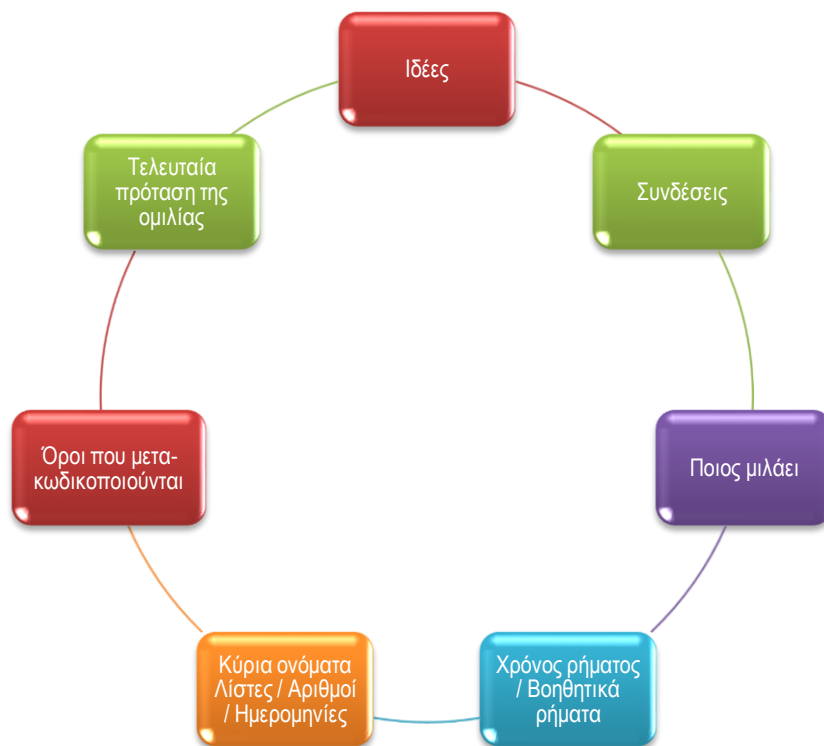 Ιδέες
Συνδέσεις
Ποιος μιλάει
Χρόνος ρήματος
/ Βοηθητικά
ρήματα
Κύρια ονόματα
Λίστες / Αριθμοί
/ Ημερομηνίες
Όροι που μετα-
κωδικοποιούνται
Τελευταία
πρόταση της
ομιλίας